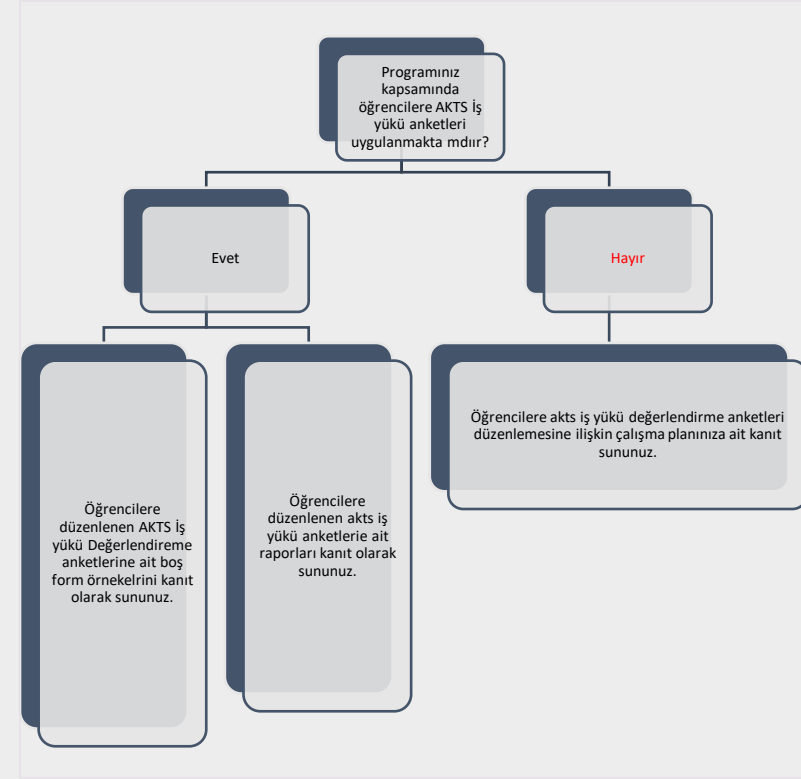 Programınız
kapsamında
öğrencilere AKTS İş
yükü anketleri
uygulanmakta mdıır?
Evet
Hayır
Öğrencilere
düzenlenen AKTS İş
yükü Değerlendireme
anketlerine ait boş
form örnekelrini kanıt
olarak sununuz.
Öğrencilere
düzenlenen akts iş
yükü anketlerie ait
raporları kanıt olarak
sununuz.
Öğrencilere akts iş yükü değerlendirme anketleri
düzenlemesine ilişkin çalışma planınıza ait kanıt
sununuz.